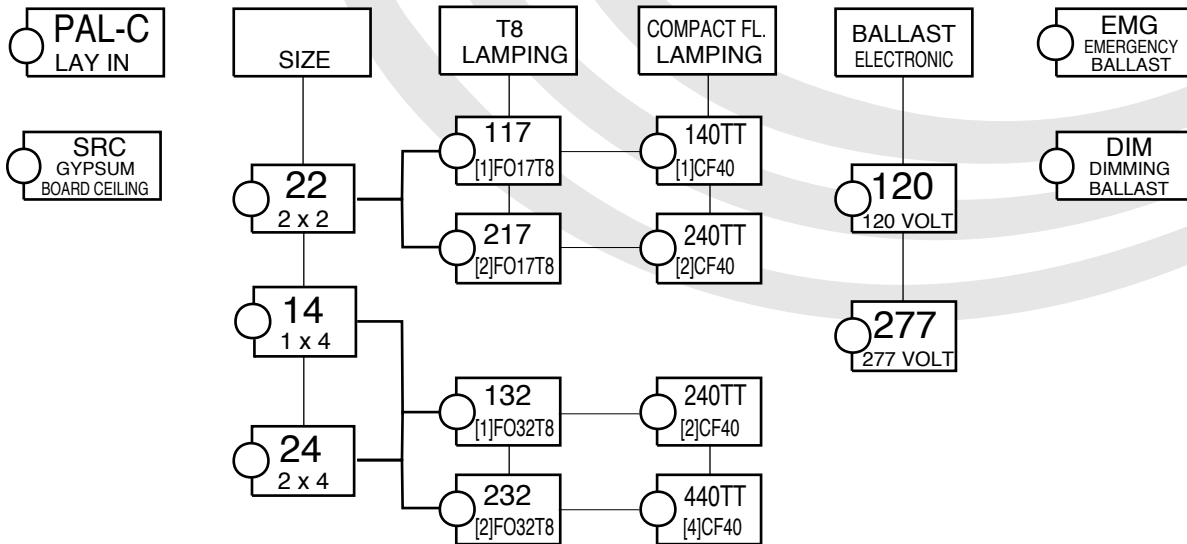 PAL-C
LAY IN
SRC
GYPSUM
BOARD CEILING
SIZE
22
2 x 2
14
1 x 4
24
2 x 4
T8
LAMPING
117
[1]FO17T8
217
[2]FO17T8
132
[1]FO32T8
232
[2]FO32T8
COMPACT FL.
LAMPING
140TT
[1]CF40
240TT
[2]CF40
240TT
[2]CF40
440TT
[4]CF40
BALLAST
ELECTRONIC
120
120 VOLT
277
277 VOLT
EMG
EMERGENCY
BALLAST
DIM
DIMMING
BALLAST